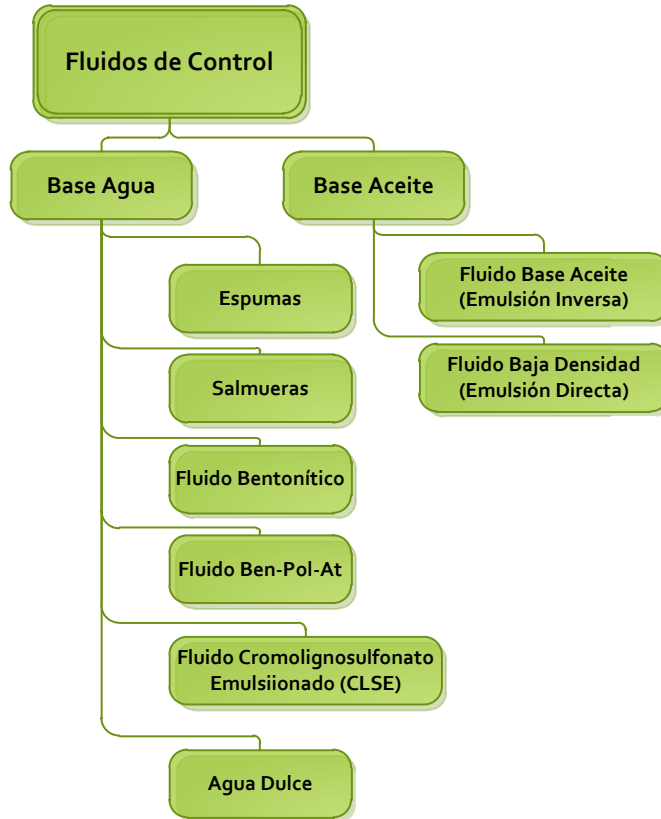 Fluidos de Control
Base Agua
Espumas
Salmueras
Fluido Bentonítico
Fluido Ben-Pol-At
Fluido Cromolignosulfonato
Emulsiionado (CLSE)
Agua Dulce
Base Aceite
Fluido Base Aceite
(Emulsión Inversa)
Fluido Baja Densidad
(Emulsión Directa)